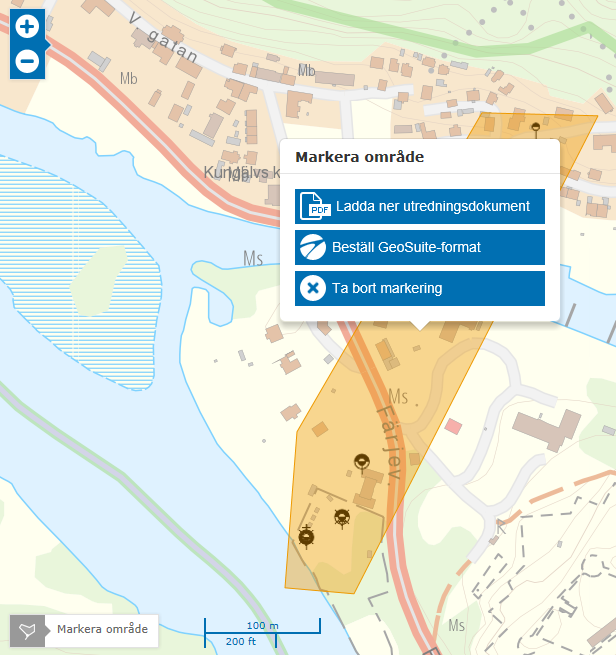 V gatan
Mb
Mb
Kungälvs k
Mb
Markera område
PDF
Ladda ner utredningsdokument
Beställ GeoSuite-format
Ta bort markering
Ms
Ms
Färjev.
K
Ms
Markera område
100 m
200 ft